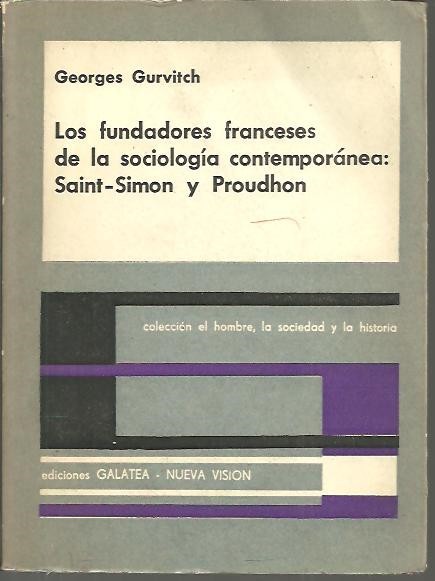 Georges Gurvitch
Los fundadores franceses
de la sociología contemporánea:
Saint-Simon y Proudhon
colección el hombre, la sociedad y la historia
ediciones GALATEA - NUEVA VISION